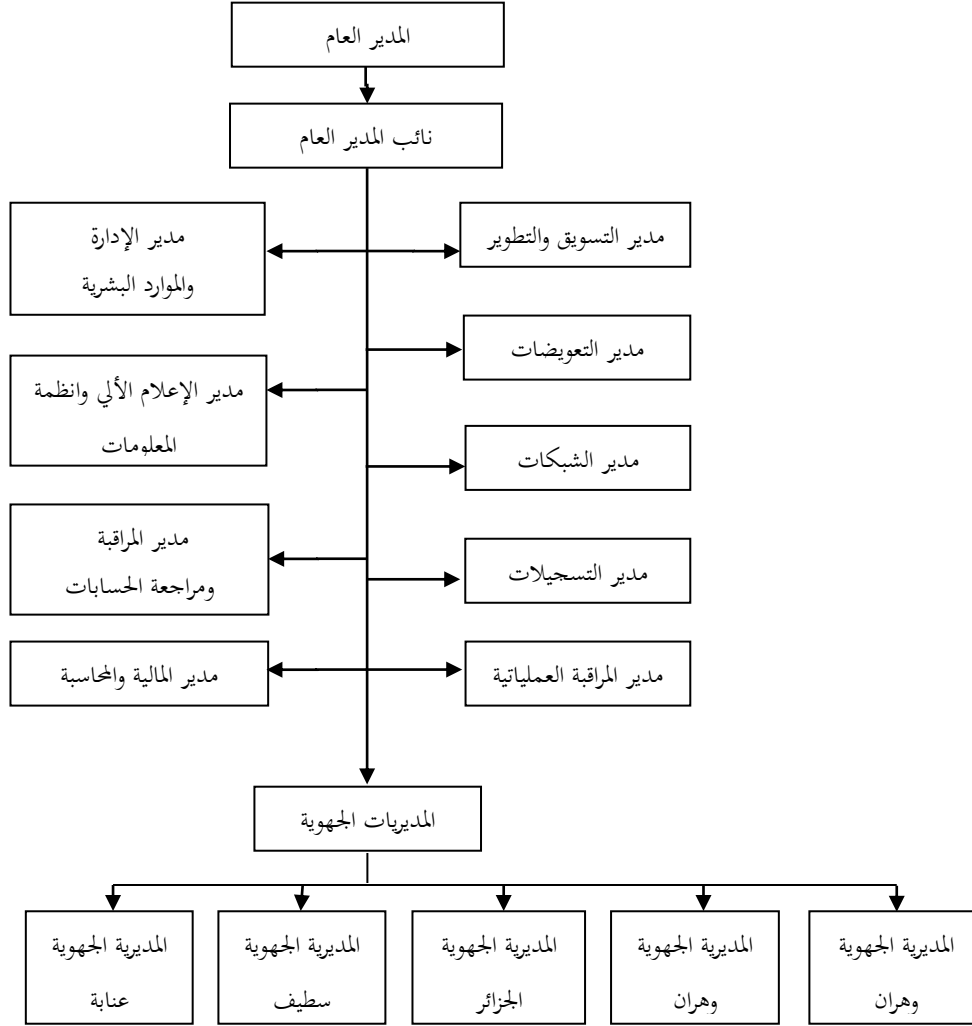 المدير العام
نائب المدير العام
مدير التسويق والتطوير
مدير الإدارة
والموارد البشرية
مدير التعويضات
مدير الإعلام الألي وانظمة
المعلومات
مدير الشبكات
مدير المراقبة
ومراجعة الحسابات
مدير التسجيلات
مدير المراقبة العملياتية
مدير المالية والمحاسبة
المديريات الجهوية
المديرية الجهوية
وهران
المديرية الجهوية
وهران
المديرية الجهوية
الجزائر
المديرية الجهوية
سطيف
المديرية الجهوية
عنابة